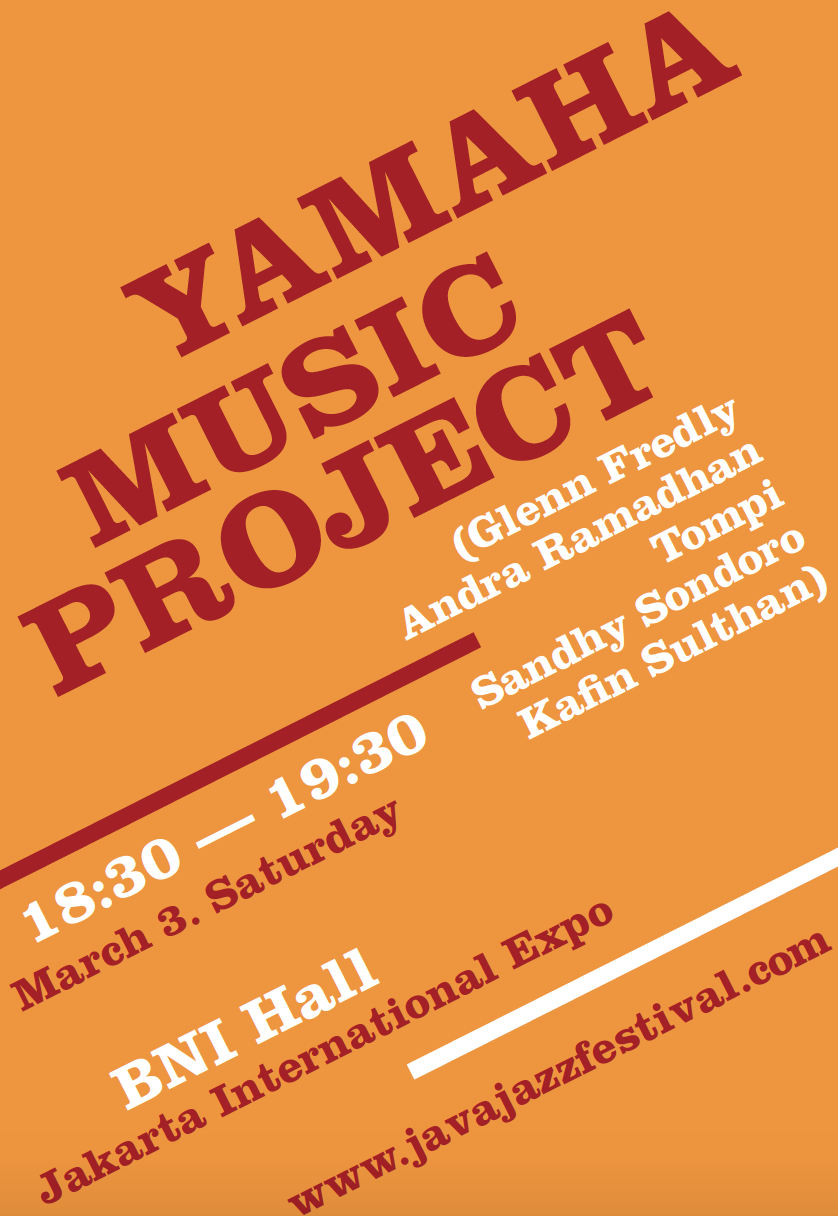 YAMAHA
MUSIC
PROJECT
(Glenn Fredly
Andra Ramadhan
Tompi
Sandhy Sondoro
Kafin Sulthan)
18:30 — 19:30
March 3. Saturday
BNI Hall
Jakarta International Expo
www.javajazzfestival.com